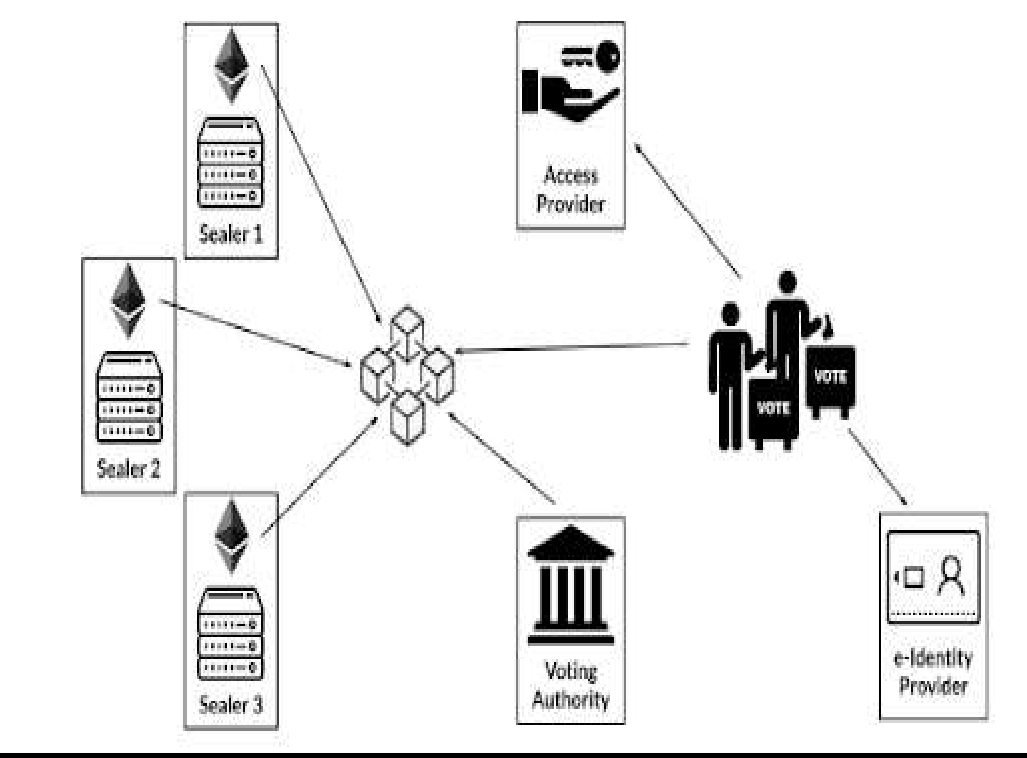 Sealer 1
Access
Provider
Sealer 2
VOTE
VOTE
Sealer 3
Voting
Authority
e-Identity
Provider